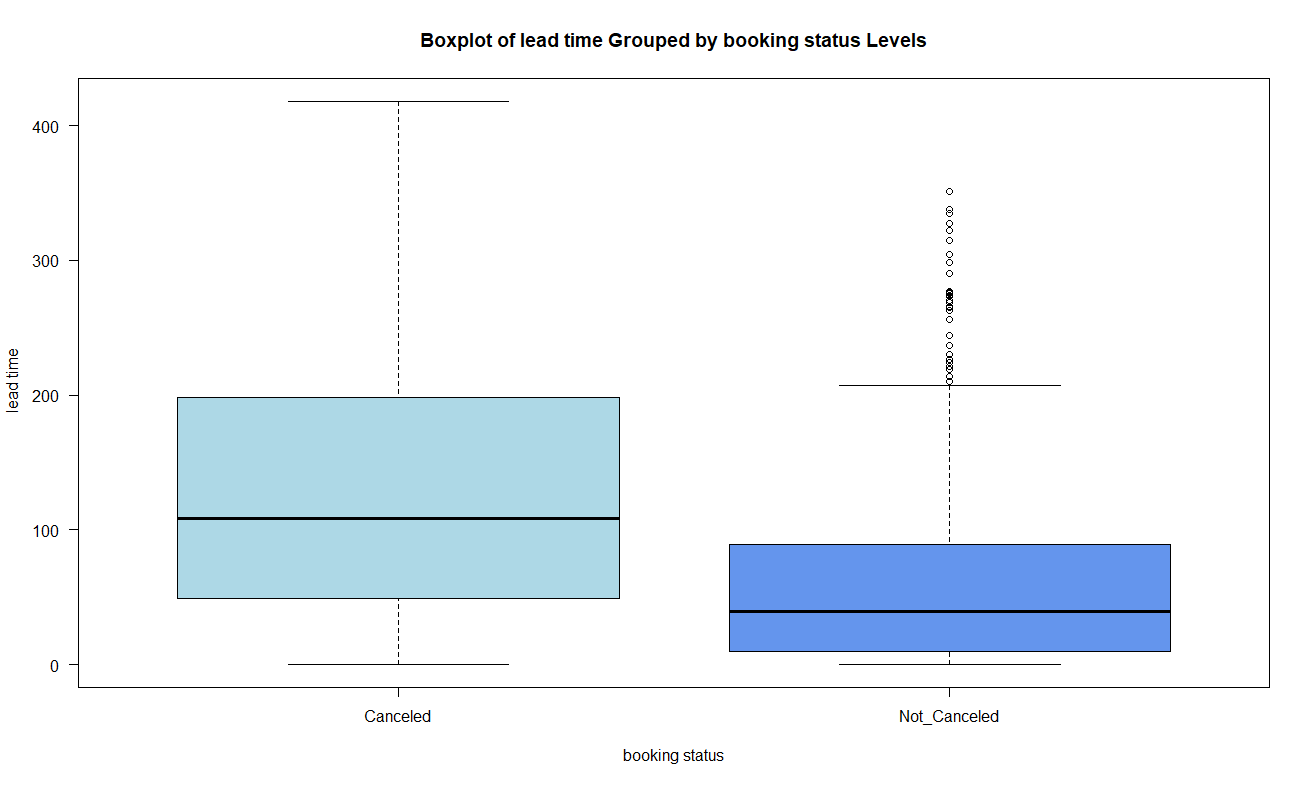 Boxplot of lead time Grouped by booking status Levels
400
300
200
100
0
lead time
Canceled
Not_Canceled
booking status